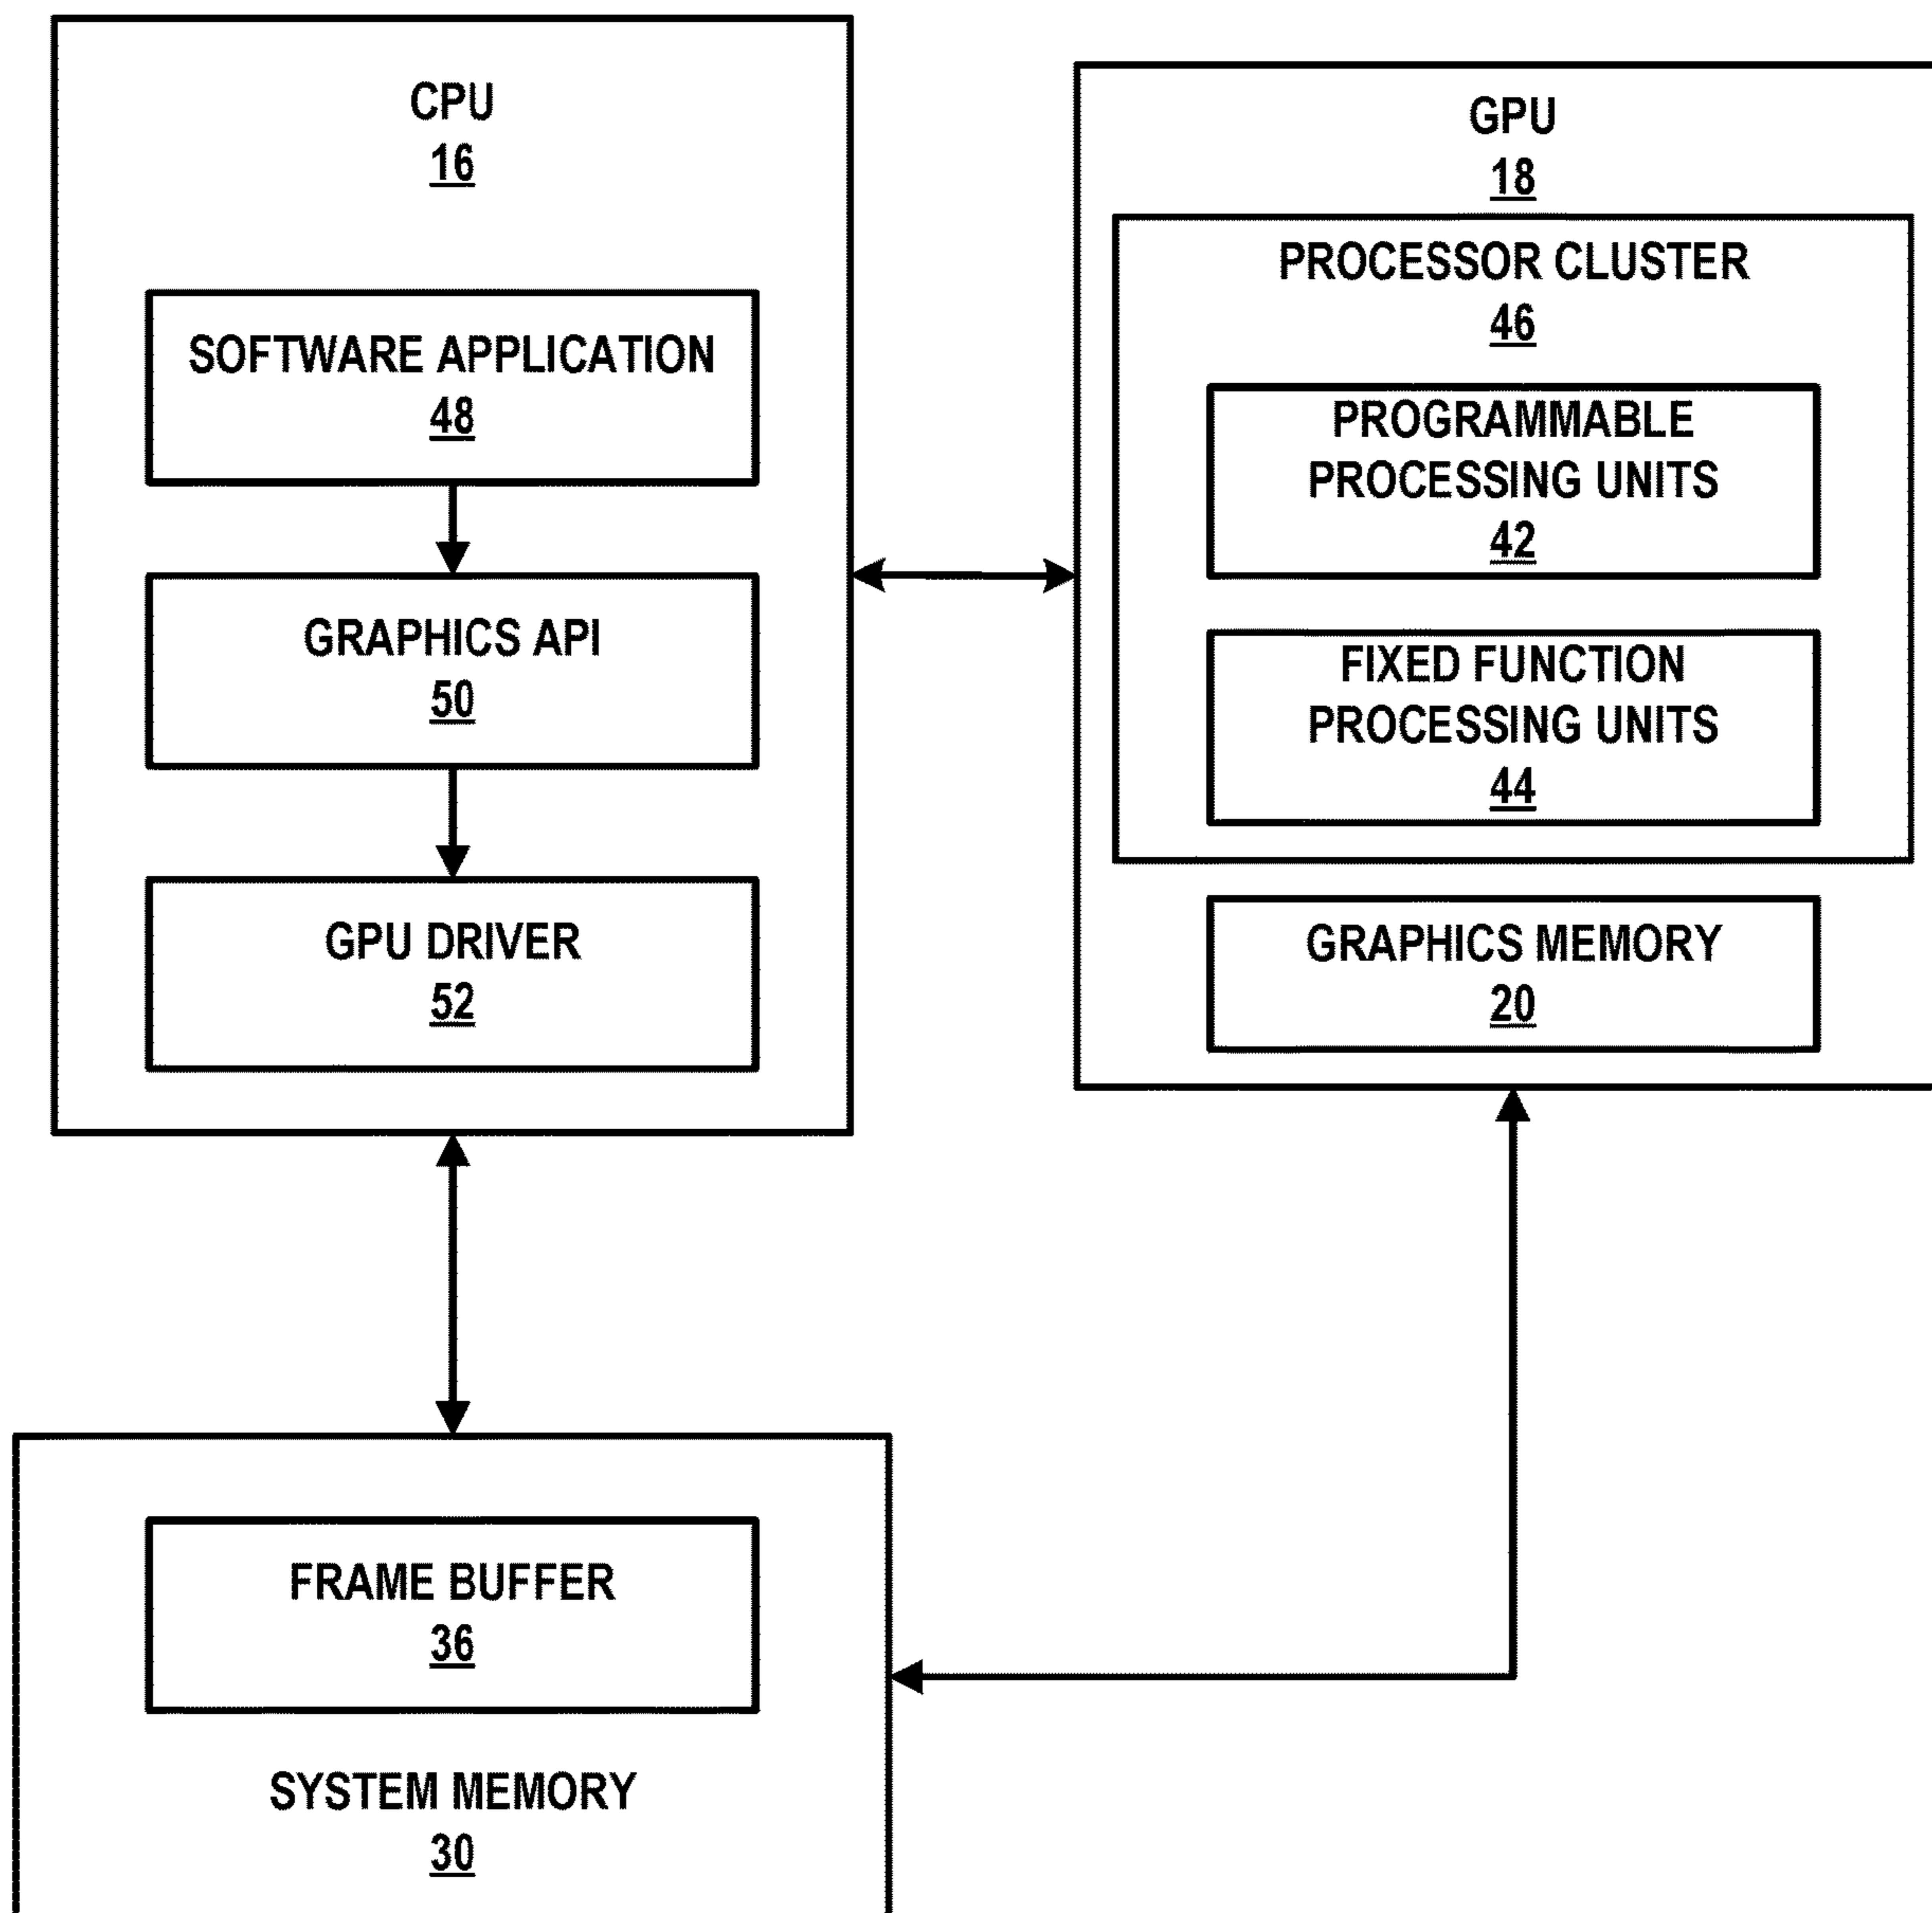 CPU
16
SOFTWARE APPLICATION
48
GRAPHICS API
50
GPU DRIVER
52
GPU
18
PROCESSOR CLUSTER
46
PROGRAMMABLE
PROCESSING UNITS
42
FIXED FUNCTION
PROCESSING UNITS
44
GRAPHICS MEMORY
20
FRAME BUFFER
36
SYSTEM MEMORY
30